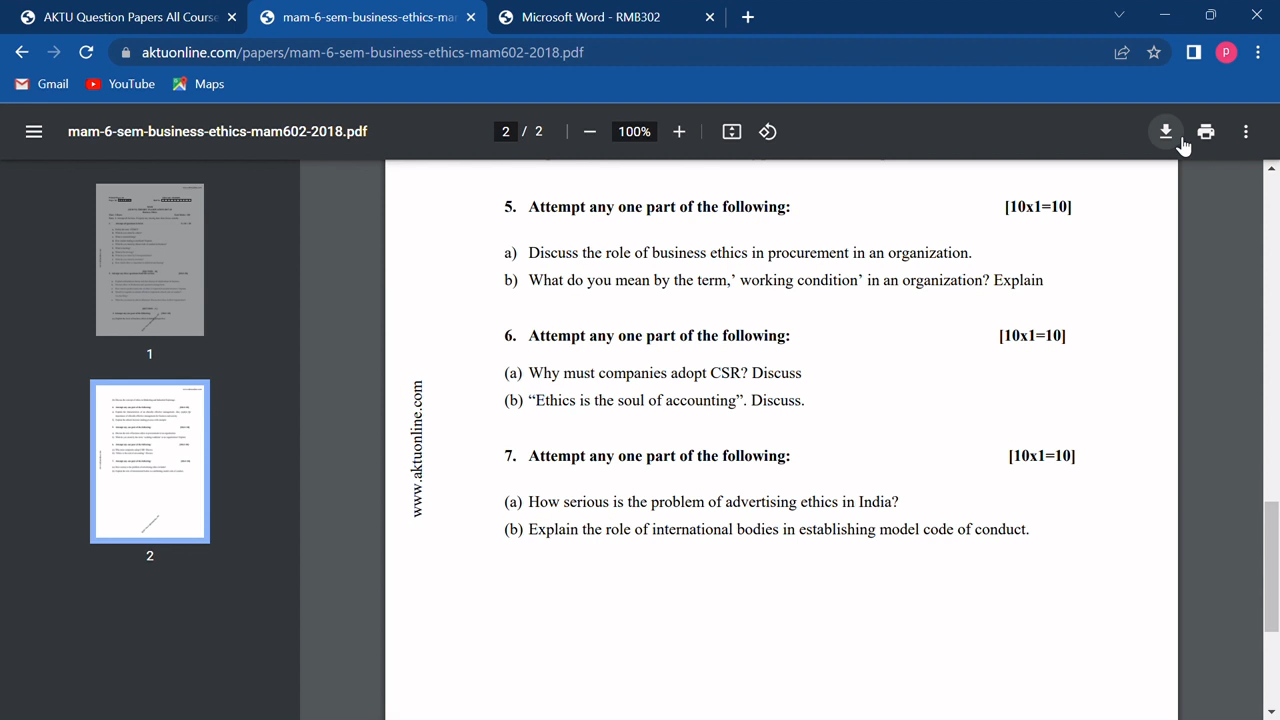 AKTU Question Papers All Course
mam-6-sem-business-ethics-ma
Microsoft Word - RMB302
aktuonline.com/papers/mam-6-sem-business-ethics-mam602-2018.pdf
P
Gmail
YouTube
Maps
mam-6-sem-business-ethics-mam602-2018.pdf
2 / 2
100%
5. Attempt any one part of the following: [10x1=10]
a) Discuss the role of business ethics in procurement in an organization.
b) What do you mean by the term,’ working condition’ in an organization? Explain
6. Attempt any one part of the following: [10x1=10]
(a) Why must companies adopt CSR? Discuss
(b) “Ethics is the soul of accounting”. Discuss.
7. Attempt any one part of the following: [10x1=10]
(a) How serious is the problem of advertising ethics in India?
(b) Explain the role of international bodies in establishing model code of conduct.
www.aktuonline.com
1
2